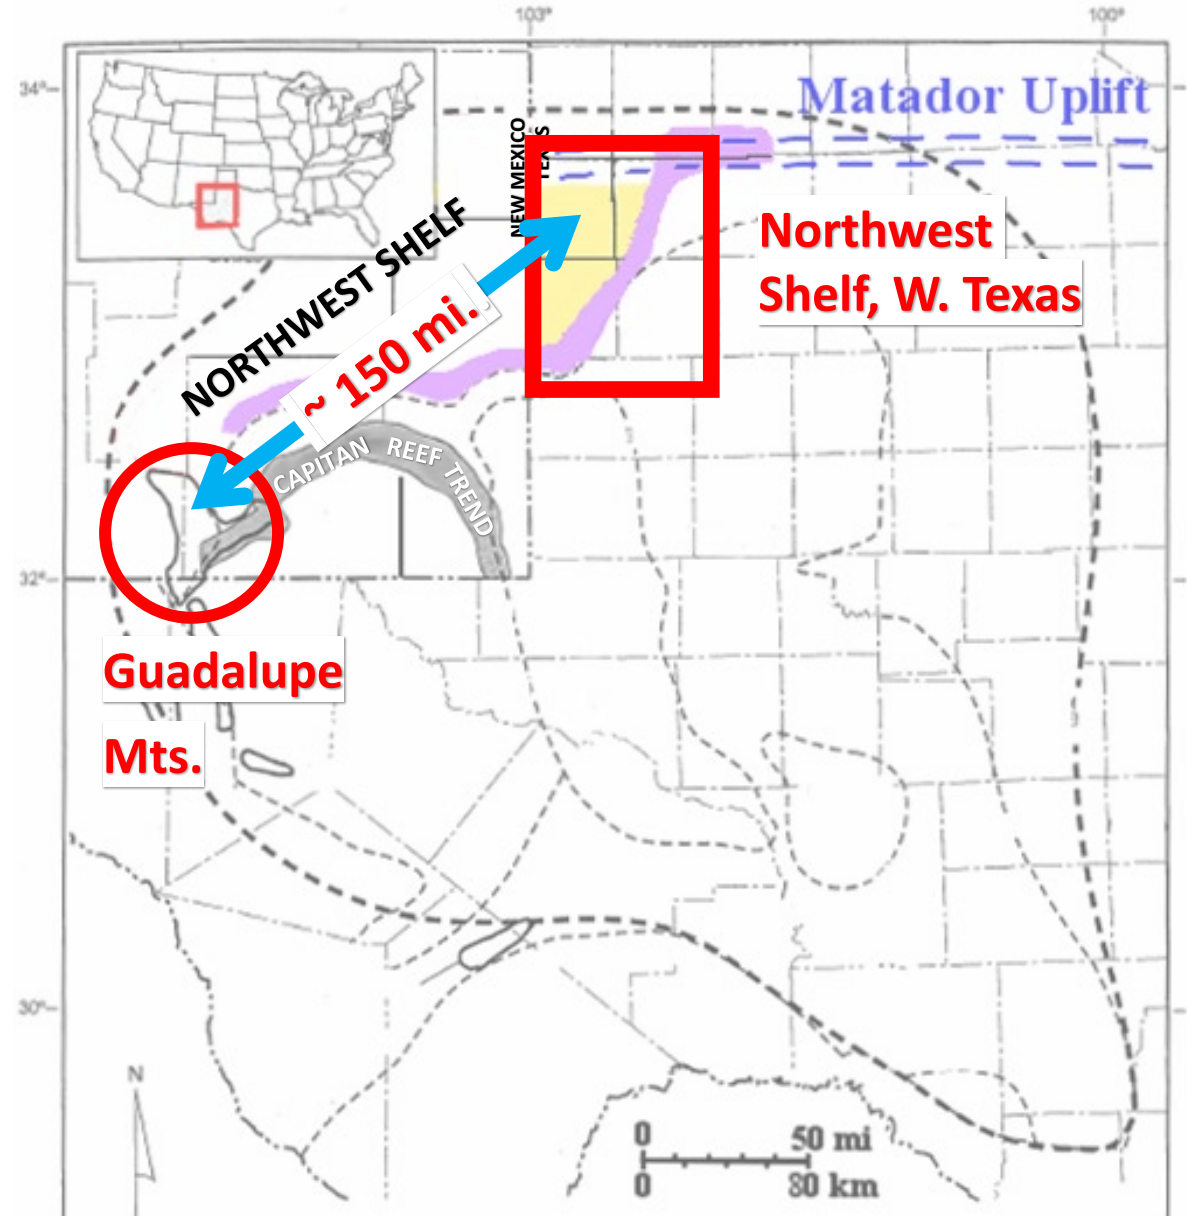 103°
100°
34°
Matador Uplift
NEW MEXICO
TEXAS
NORTHWEST SHELF
Northwest
Shelf, W. Texas
~ 150 mi.
CAPITAN REEF TREND
32°
Guadalupe
Mts.
30°
N
0 50 mi
0 80 km